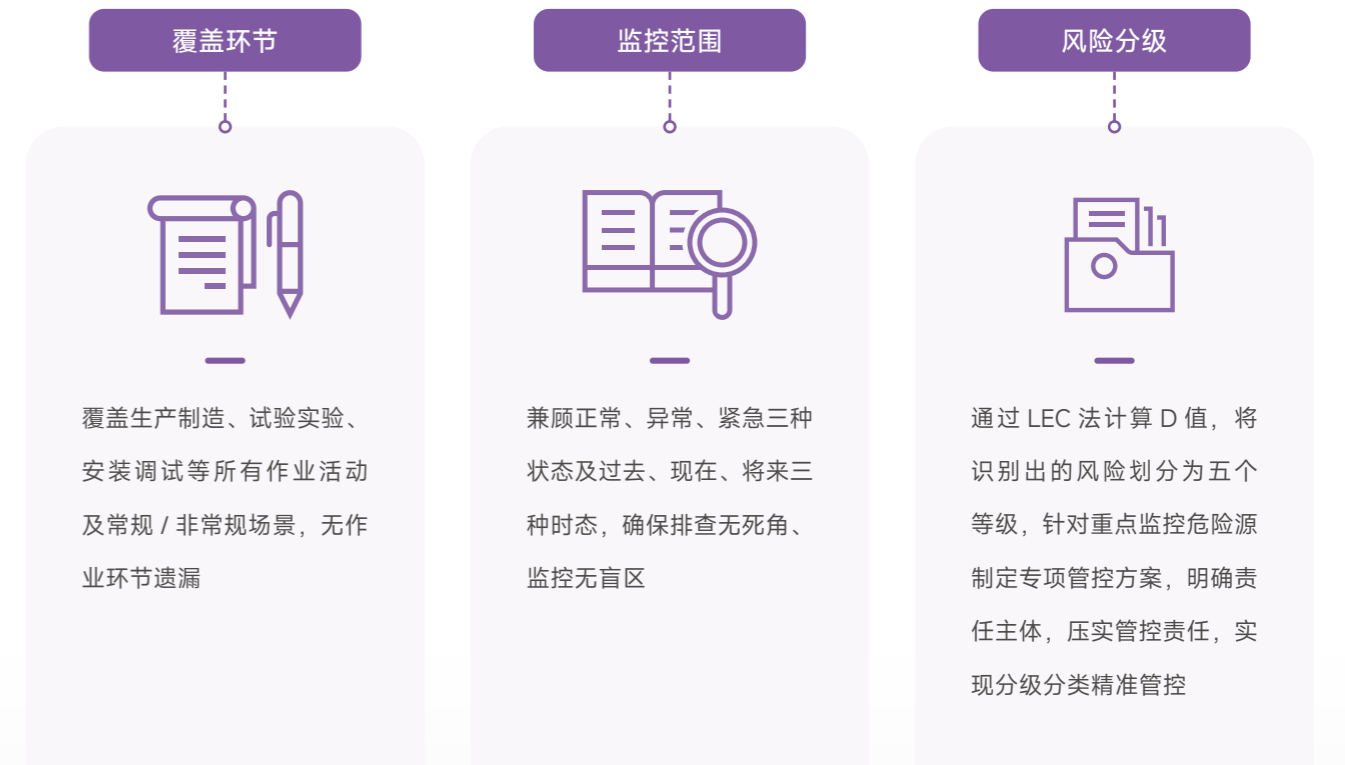 覆盖环节
覆盖生产制造、试验实验、
安装调试等所有作业活动
及常规 / 非常规场景，无作
业环节遗漏
监控范围
兼顾正常、异常、紧急三种
状态及过去、现在、将来三
种时态，确保排查无死角、
监控无盲区
风险分级
通过 LEC 法计算 D 值，将
识别出的风险划分为五个
等级，针对重点监控危险源
制定专项管控方案，明确责
任主体，压实管控责任，实
现分级分类精准管控